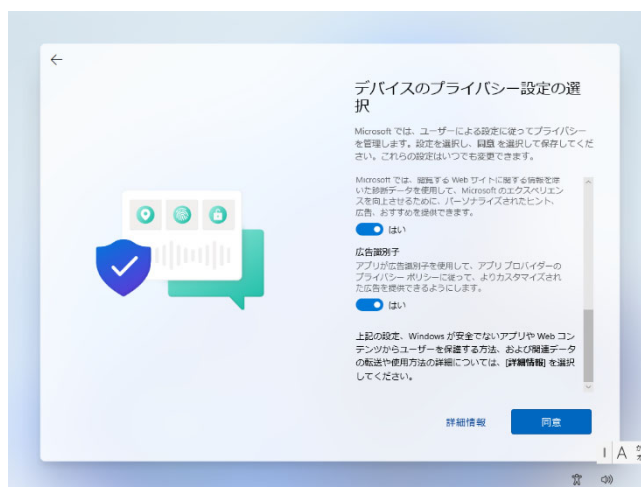 デバイスのプライバシー設定の選
択
Microsoft では、ユーザーによる設定に従ってプライバシー
を管理します。設定を選択し、同意 を選択して保存してくだ
さい。これらの設定はいつでも変更できます。
Microsoft では、閲覧する Web サイトに関する情報を除
いた診断データを使用して、Microsoft のエクスペリエン
スを向上させるために、パーソナライズされたヒント、
広告、おすすめを提供できます。
はい
広告識別子
アプリが広告識別子を使用して、アプリ プロバイダーの
プライバシー ポリシーに従って、よりカスタマイズされ
た広告を提供できるようにします。
はい
上記の設定、Windows が安全でないアプリや Web コン
テンツからユーザーを保護する方法、および関連データ
の転送や使用方法の詳細については、[詳細情報] を選択
してください。
詳細情報
同意
A